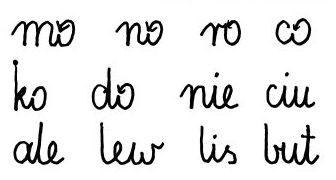 mo no ro co
ko do nie ciu
ale lew lis but